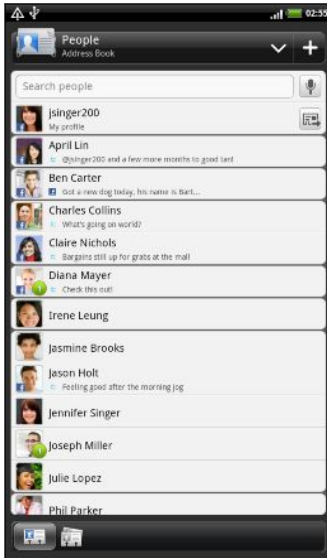 02:55
People
Address Book
Search people
jsinger200
My profile
April Lin
@jsinger200 and a few more months to good tan!
Ben Carter
Got a new dog today, his name is Bart...
Charles Collins
What's going on world?
Claire Nichols
Bargains still up for grabs at the mall
Diana Mayer
Check this out!
Irene Leung
Jasmine Brooks
Jason Holt
Feeling good after the morning jog
Jennifer Singer
Joseph Miller
Julie Lopez
Phil Parker